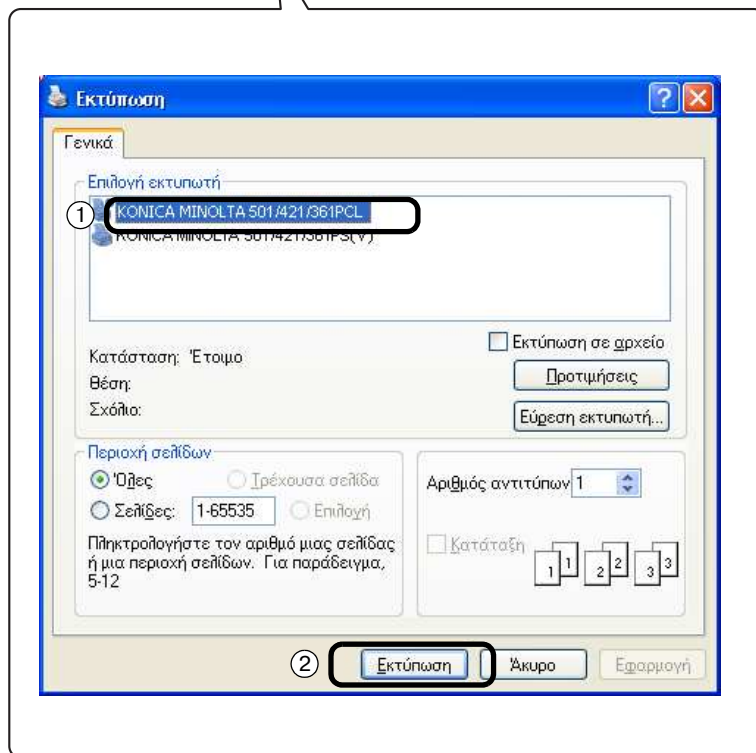 Εκτύπωση
Γενικά
Επιλογή εκτυπωτή
1 KONICA MINOLTA 501/421/361PCL
KONICA MINOLTA 501/421/361PS(V)
Κατάσταση: Έτοιμο
Θέση:
Σχόλιο:
Εκτύπωση σε αρχείο
Προτιμήσεις
Εύρεση εκτυπωτή...
Περιοχή σελίδων
Όλες Τρέχουσα σελίδα
Σελίδες: 1-65535 Επιλογή
Πληκτρολογήστε τον αριθμό μιας σελίδας
ή μια περιοχή σελίδων. Για παράδειγμα,
5-12
Αριθμός αντιτύπων 1
Κατάταξη
1 1 2 2 3 3
2 Εκτύπωση Άκυρο Εφαρμογή